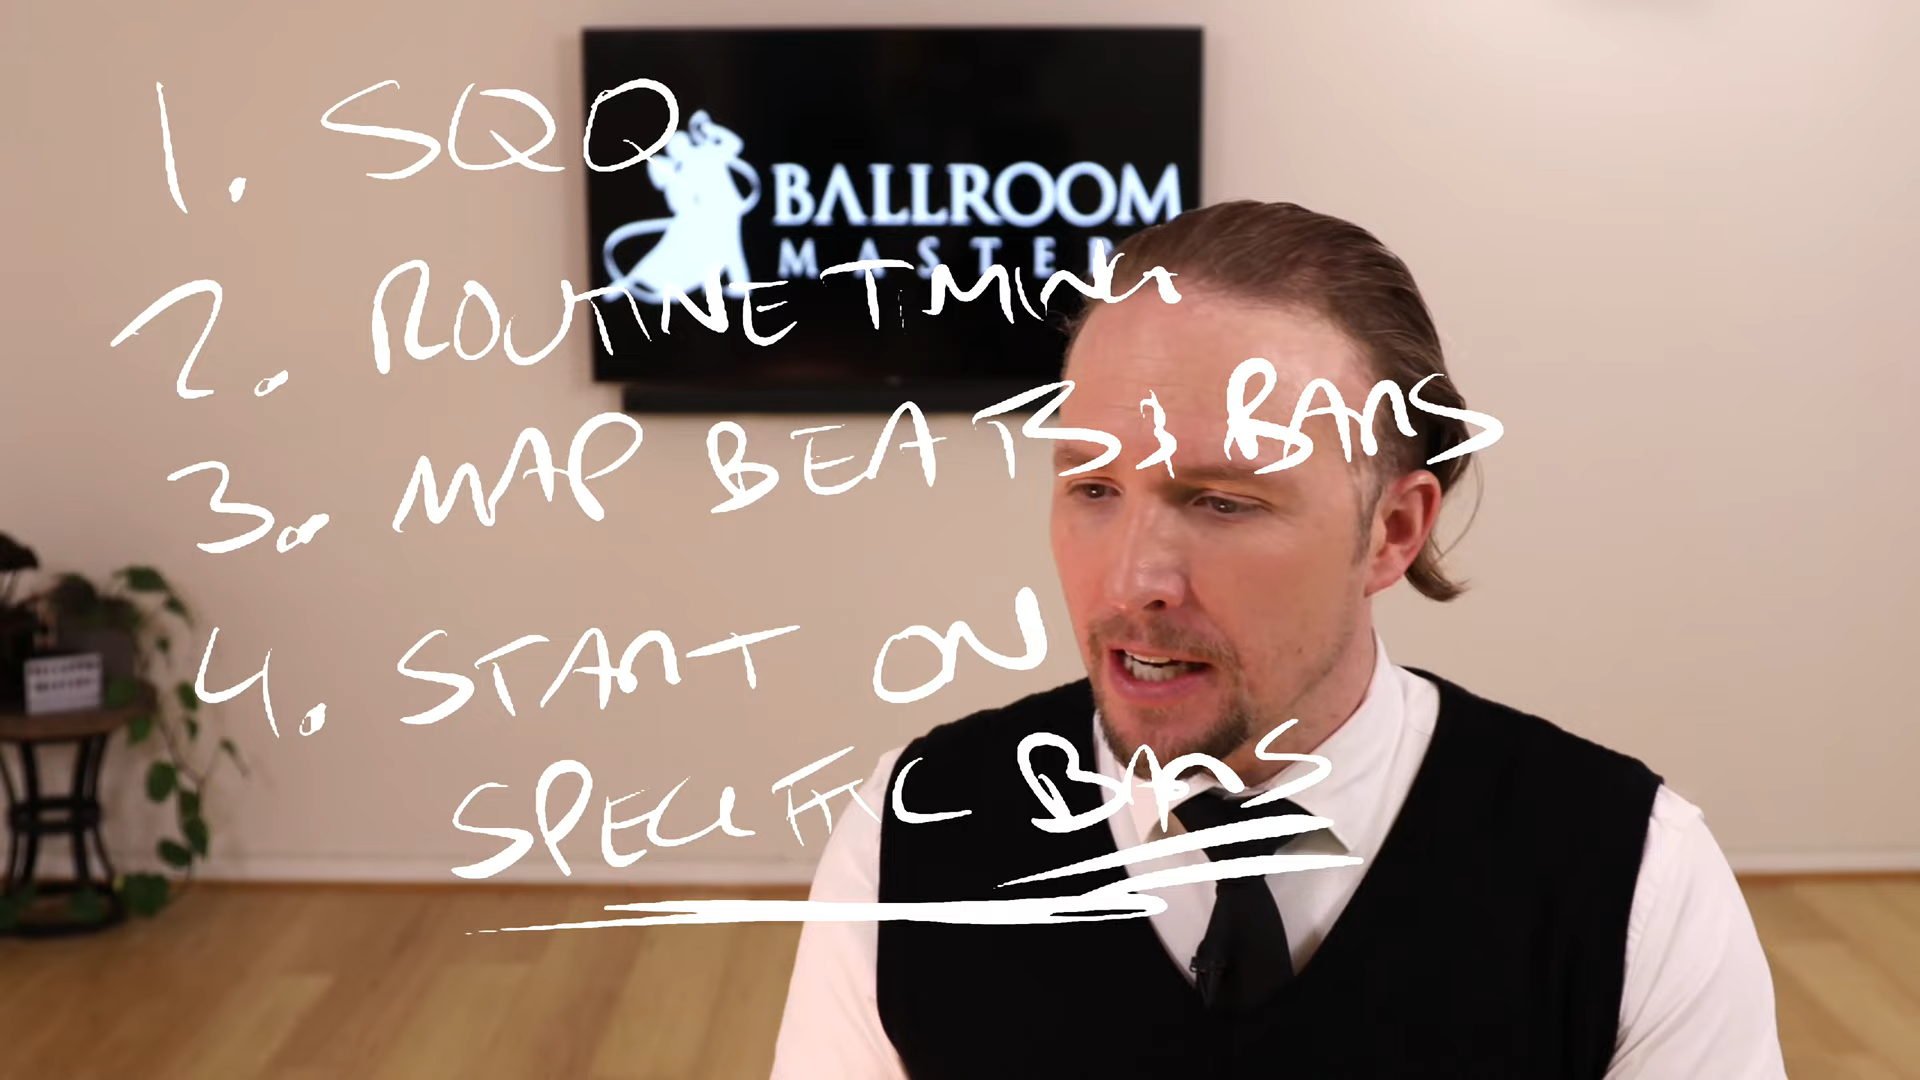 1. SQQ
BALLROOM
MASTER
2. ROUTINE TIMING
3. MAP BEATS & BARS
4. START ON
SPECIFIC BARS